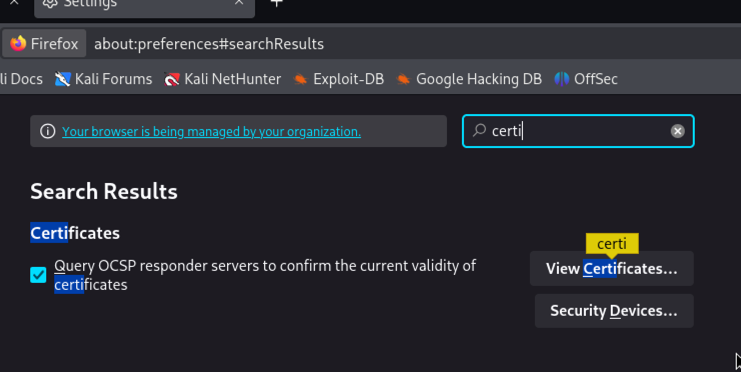 Settings
Firefox about:preferences#searchResults
li Docs Kali Forums Kali NetHunter Exploit-DB Google Hacking DB OffSec
Your browser is being managed by your organization.
certi
Search Results
Certificates
Query OCSP responder servers to confirm the current validity of
certificates
certi
View Certificates...
Security Devices...